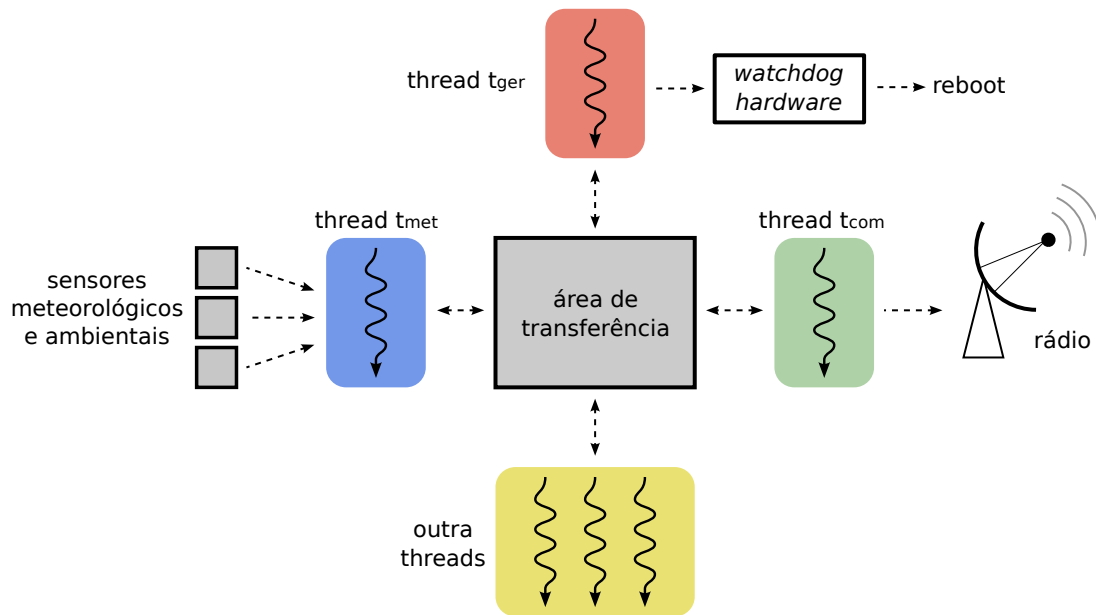 thread tger
watchdog
hardware
reboot
thread tmet
thread tcom
sensores
meteorológicos
e ambientais
área de
transferência
rádio
outra
threads